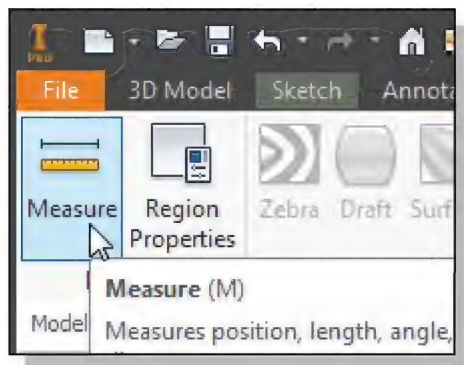 PRO
File 3D Model Sketch Annota
Measure Region Properties Zebra Draft Surf
Model
Measure (M)
Measures position, length, angle,